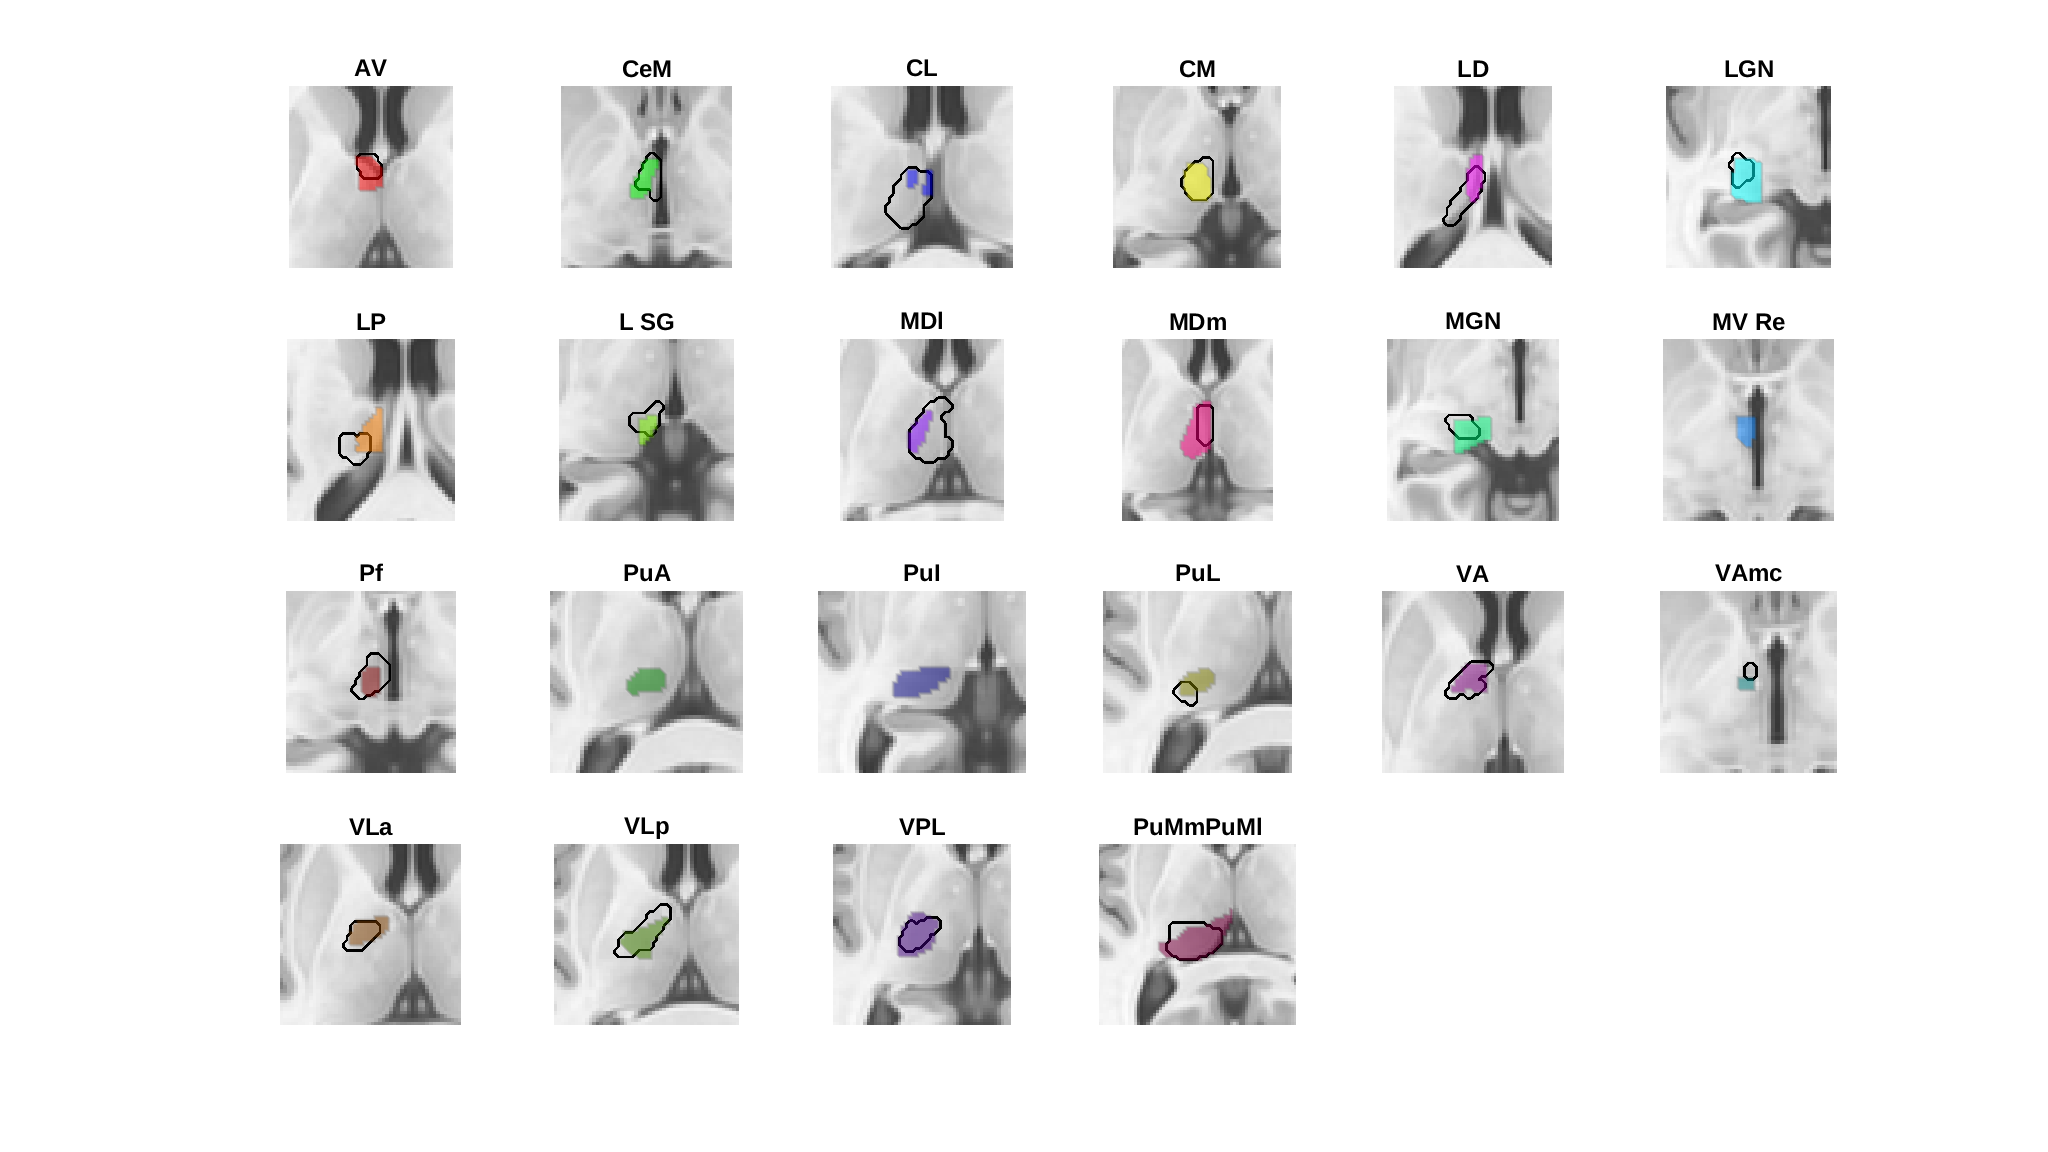 AV
CeM
CL
CM
LD
LGN
LP
L SG
MDl
MDm
MGN
MV Re
Pf
PuA
PuI
PuL
VA
VAmc
VLa
VLp
VPL
PuMmPuMl